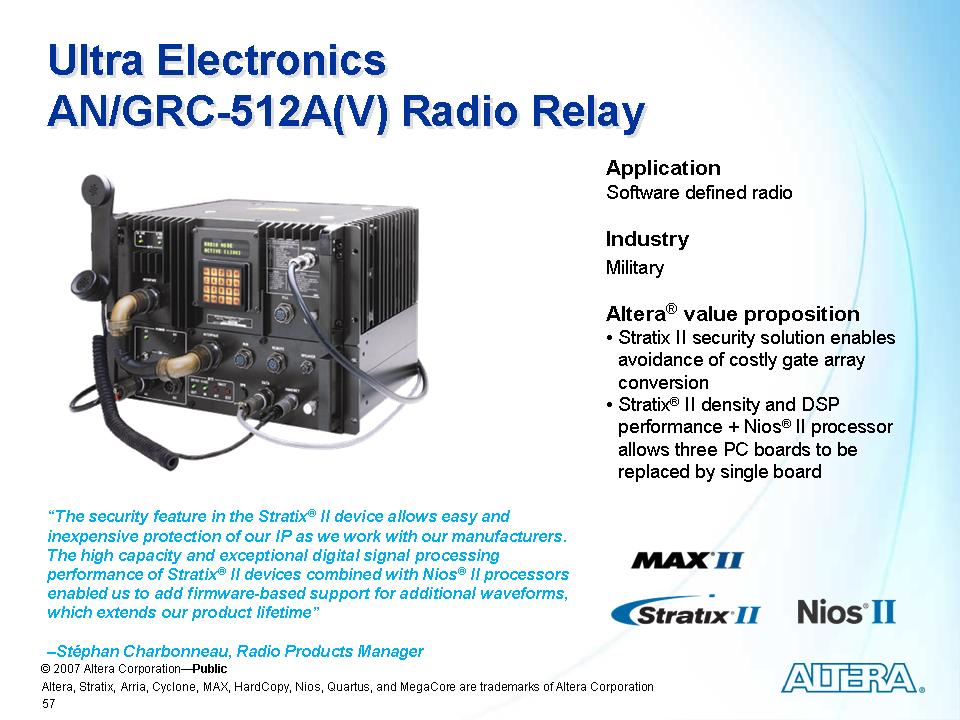 Ultra Electronics
AN/GRC-512A(V) Radio Relay
RADIO MODE
Application
Software defined radio
Industry
Military
Altera® value proposition
• Stratix II security solution enables
avoidance of costly gate array
conversion
• Stratix® II density and DSP
performance + Nios® II processor
allows three PC boards to be
replaced by single board
“The security feature in the Stratix® II device allows easy and
inexpensive protection of our IP as we work with our manufacturers.
The high capacity and exceptional digital signal processing
performance of Stratix® II devices combined with Nios® II processors
enabled us to add firmware-based support for additional waveforms,
which extends our product lifetime”
–Stéphan Charbonneau, Radio Products Manager
MAX® II
Stratix® II
Nios® II
© 2007 Altera Corporation—Public
Altera, Stratix, Arria, Cyclone, MAX, HardCopy, Nios, Quartus, and MegaCore are trademarks of Altera Corporation
57
ALTERA®